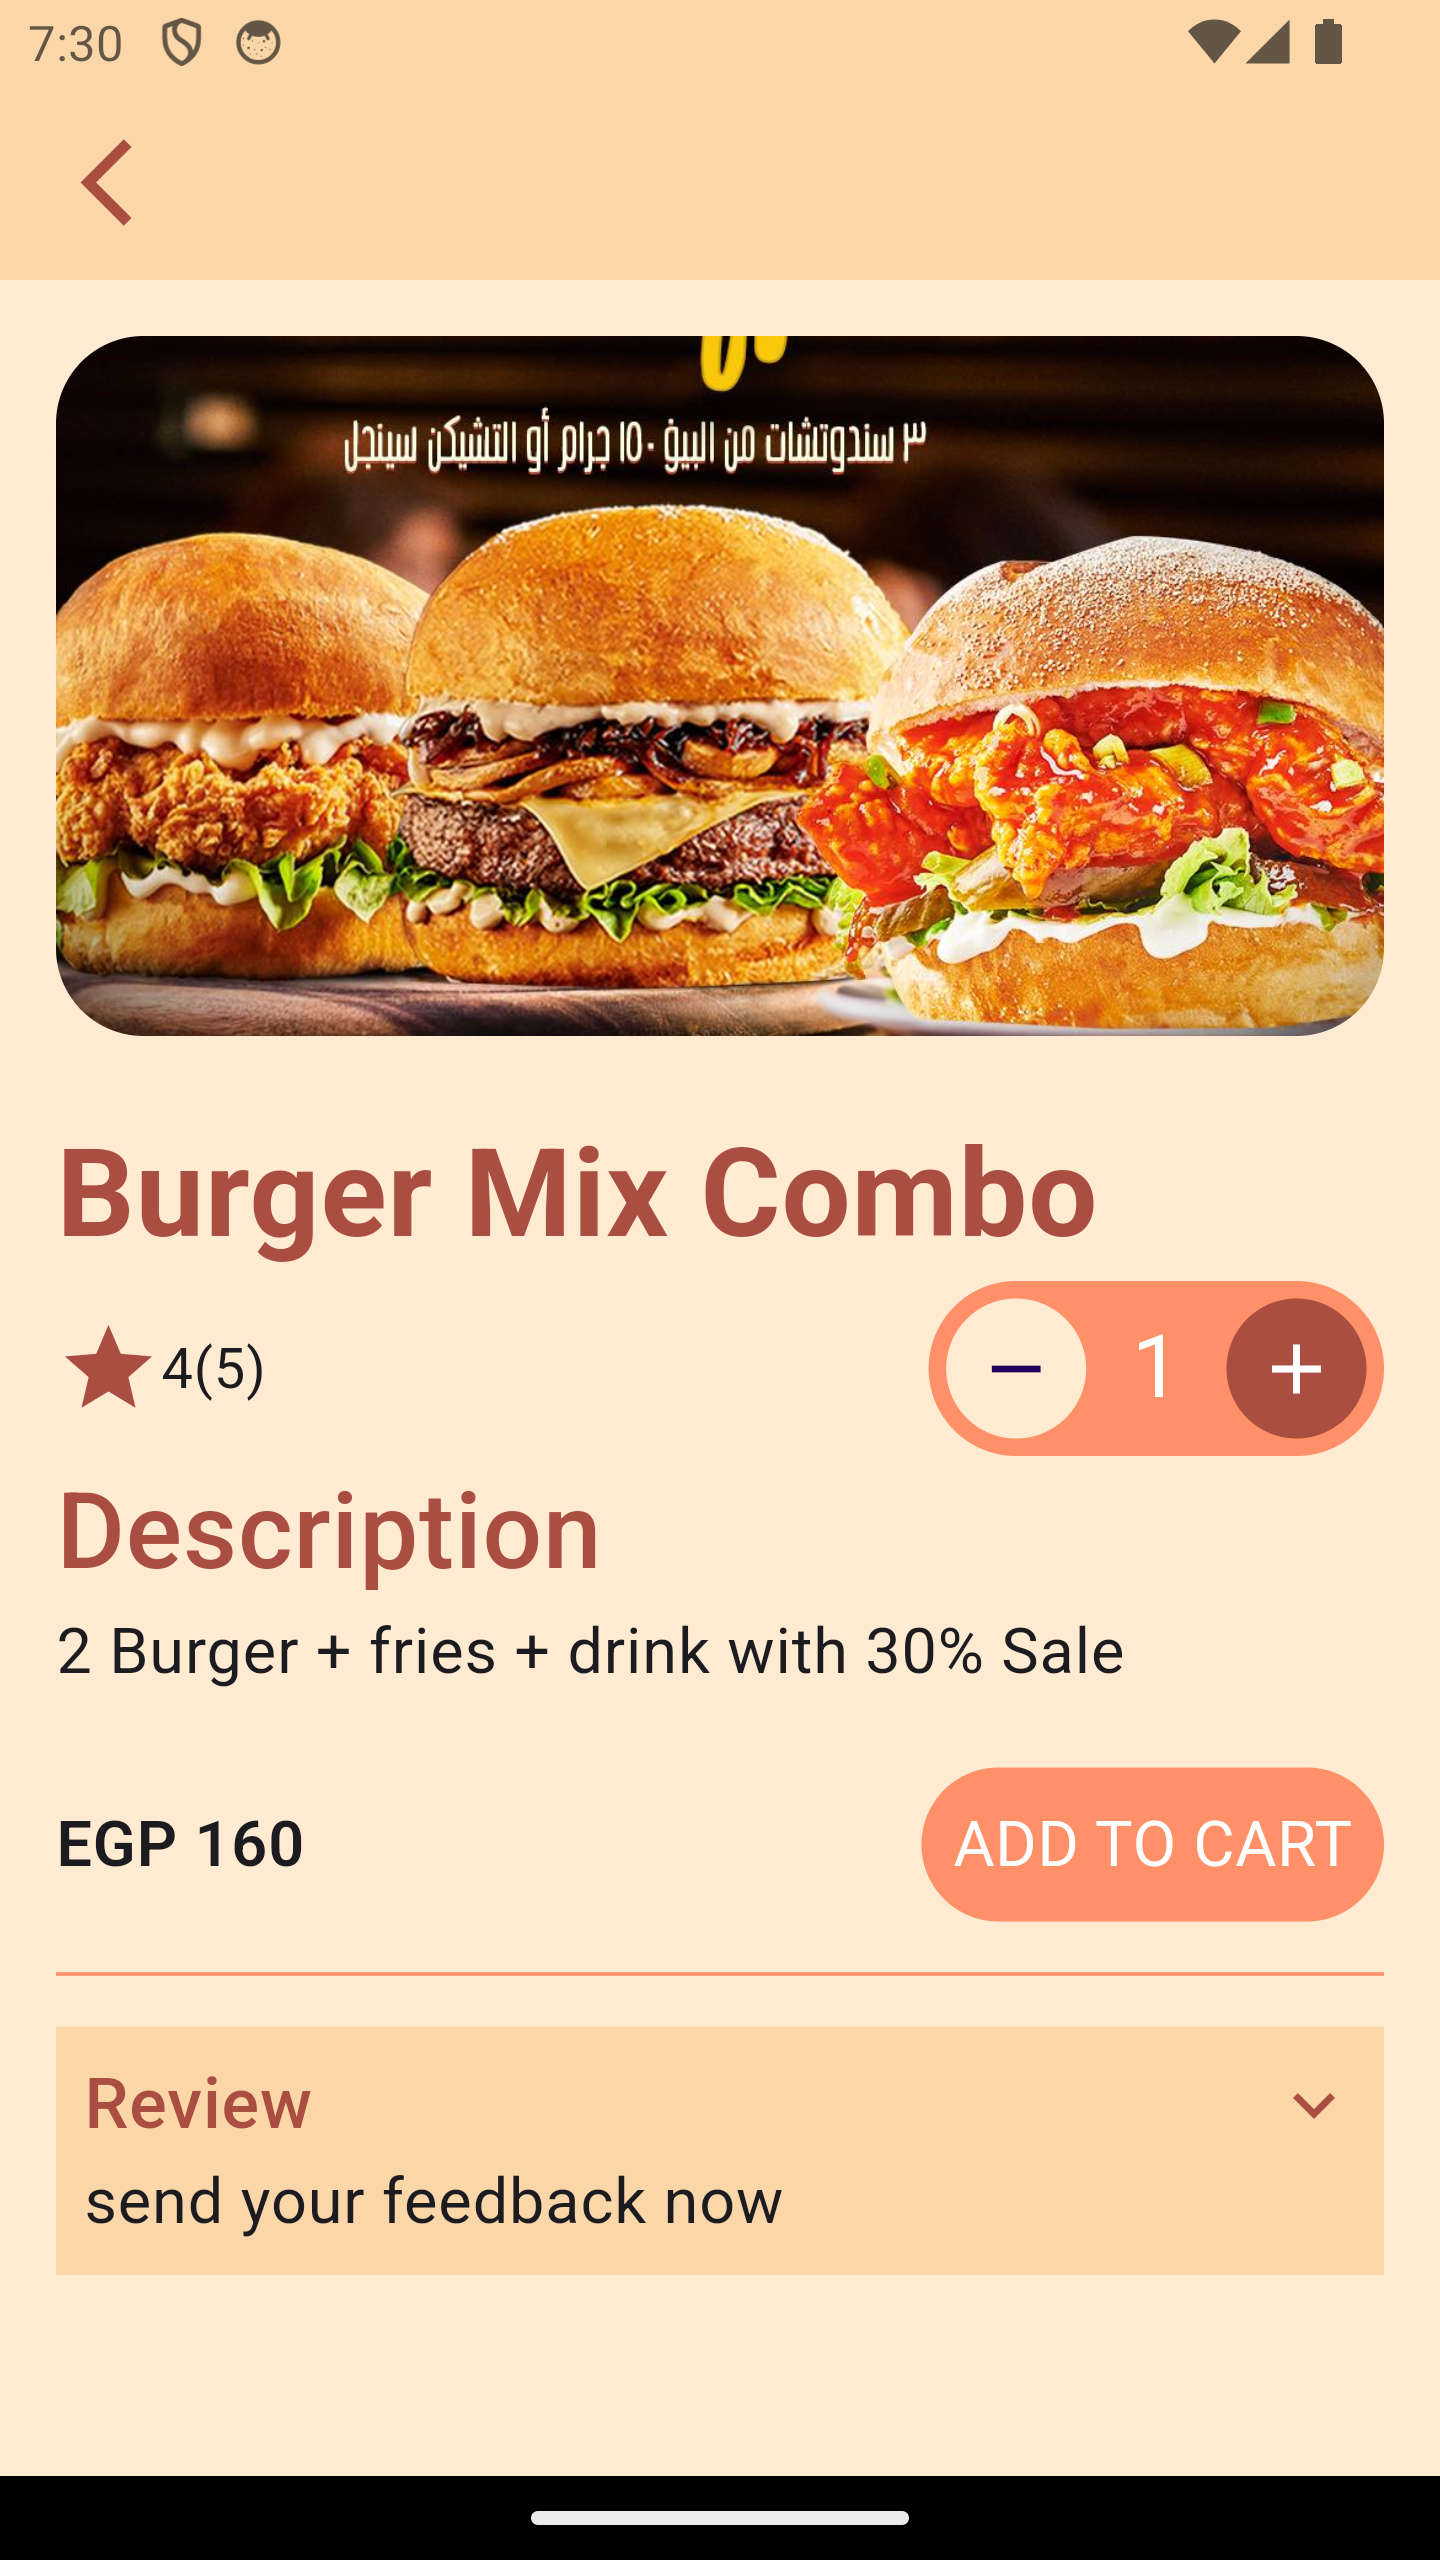 7:30
٣ سندوتشات من البيف ١٥٠ جرام أو التشيكن سينجل
Burger Mix Combo
4(5)
− 1 +
Description
2 Burger + fries + drink with 30% Sale
EGP 160
ADD TO CART
Review
send your feedback now